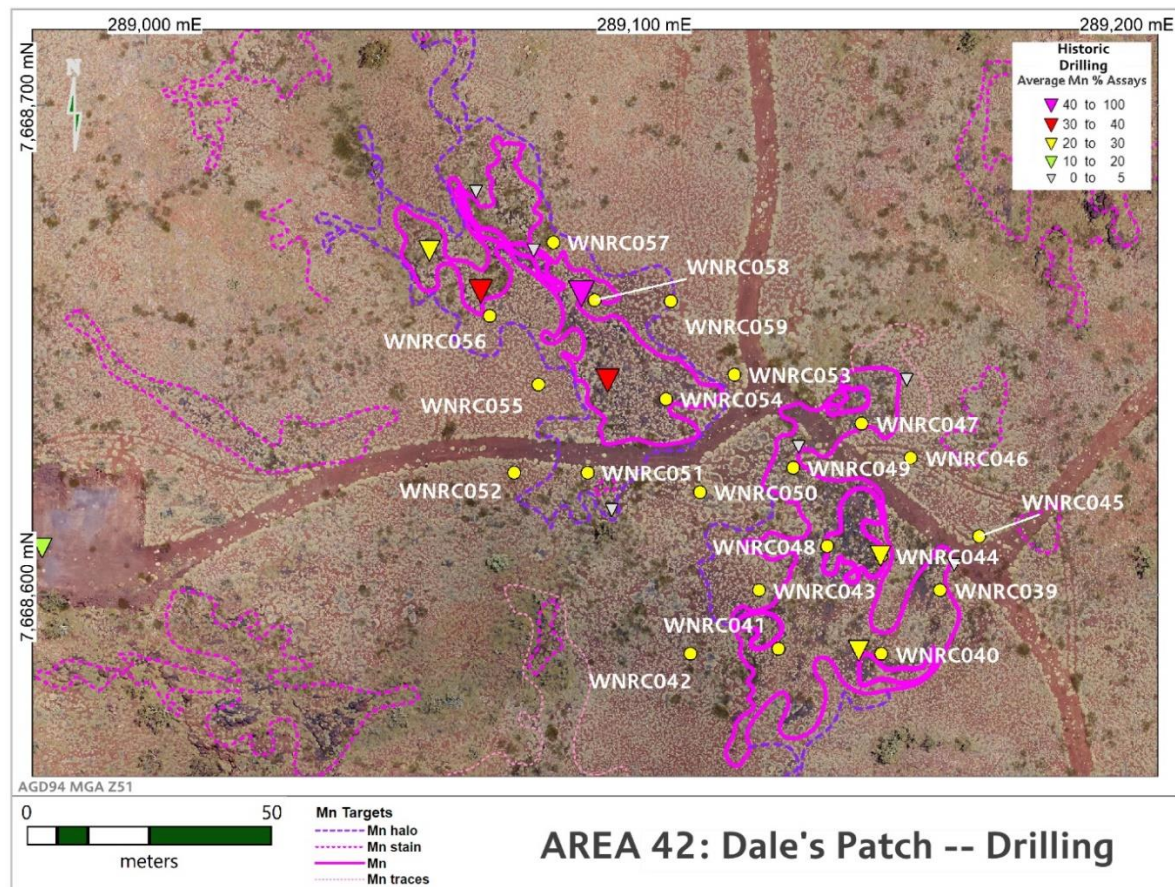 289,000 mE
289,100 mE
289,200 mE
7,668,700 mN
7,668,600 mN
N
Historic
Drilling
Average Mn % Assays
40 to 100
30 to 40
20 to 30
10 to 20
0 to 5
WNRC057
WNRC058
WNRC059
WNRC056
WNRC053
WNRC055
WNRC054
WNRC047
WNRC046
WNRC051
WNRC049
WNRC052
WNRC050
WNRC045
WNRC048
WNRC044
WNRC043
WNRC039
WNRC041
WNRC040
WNRC042
AGD94 MGA Z51
0
50
meters
Mn Targets
Mn halo
Mn stain
Mn
Mn traces
AREA 42: Dale's Patch -- Drilling